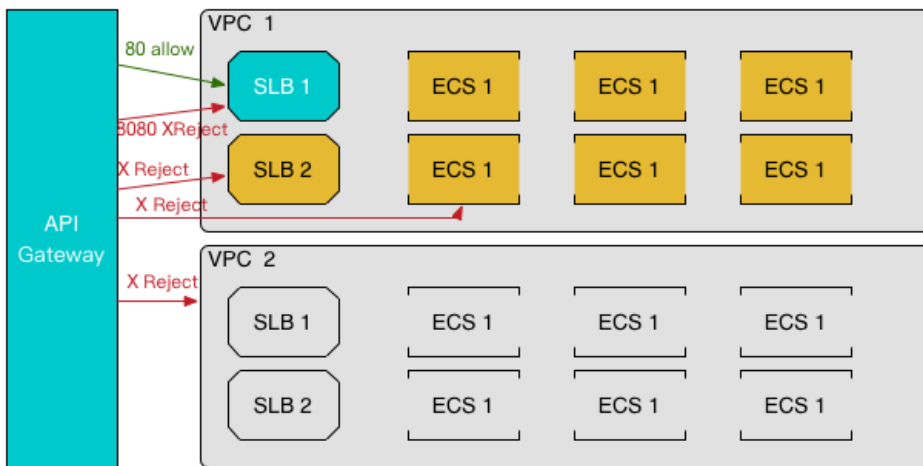 VPC 1
80 allow
SLB 1
ECS 1
ECS 1
ECS 1
8080 XReject
X Reject
SLB 2
ECS 1
ECS 1
ECS 1
X Reject
API
Gateway
VPC 2
X Reject
SLB 1
ECS 1
ECS 1
ECS 1
SLB 2
ECS 1
ECS 1
ECS 1